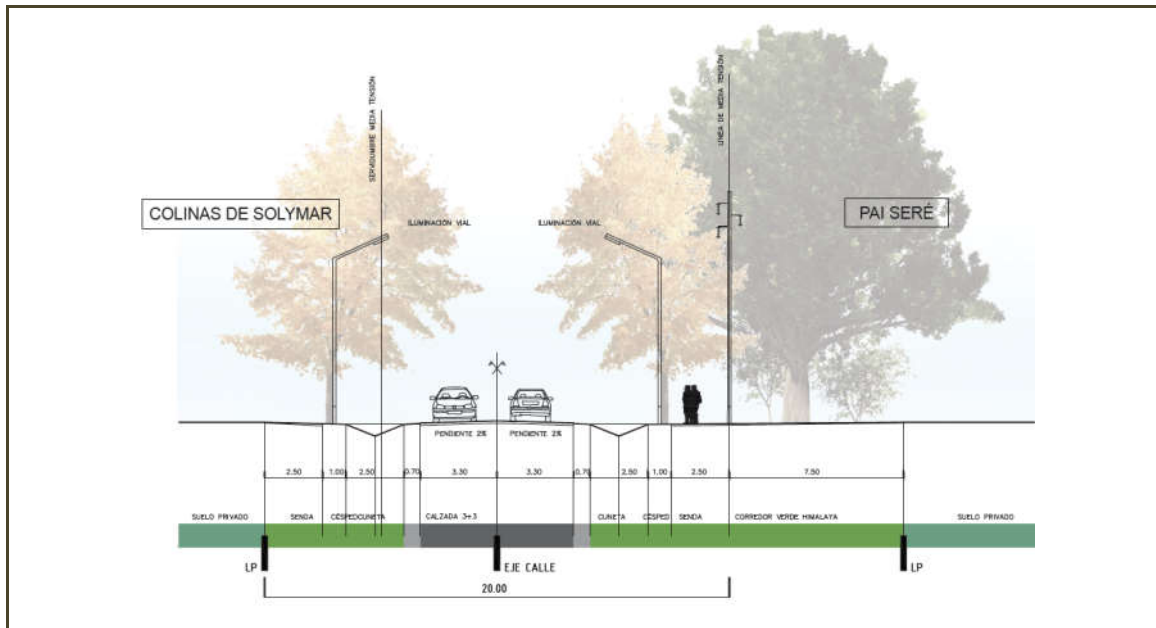 SERVIDUMBRE MEDIA TENSIÓN
LÍNEA DE MEDIA TENSIÓN
COLINAS DE SOLYMAR
ILUMINACIÓN VIAL
ILUMINACIÓN VIAL
PAI SERÉ
PENDIENTE 2%
PENDIENTE 2%
2.50
1.00
2.50
0.70
3.30
3.30
0.70
2.50
1.00
2.50
7.50
SUELO PRIVADO
SENDA
CÉSPED
CUNETA
CALZADA 3+3
CUNETA
CÉSPED
SENDA
CORREDOR VERDE HIMALAYA
SUELO PRIVADO
LP
EJE CALLE
LP
20.00